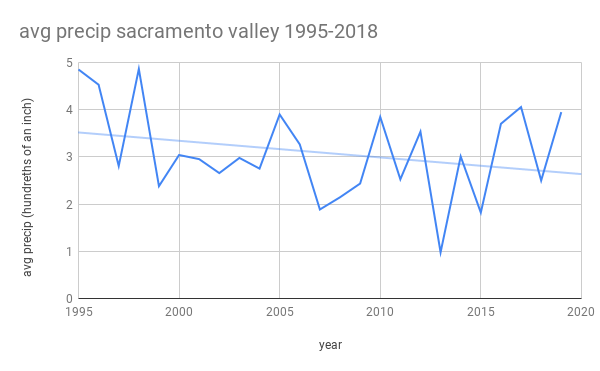 avg precip sacramento valley 1995-2018
avg precip (hundreths of an inch)
5
4
3
2
1
0
1995 2000 2005 2010 2015 2020
year